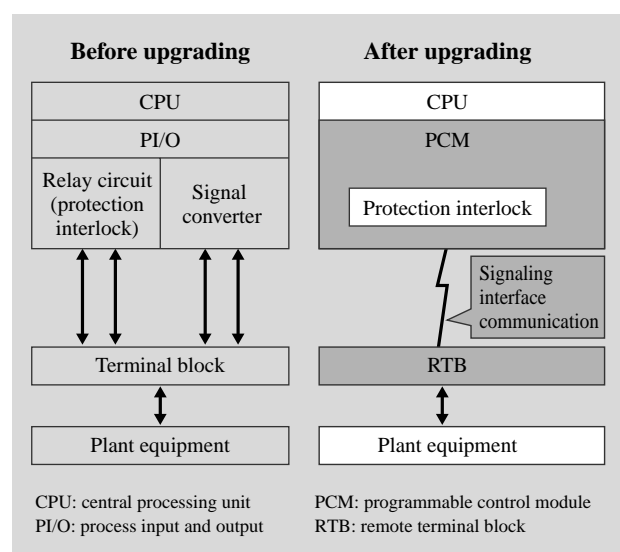 Before upgrading
CPU
PI/O
Relay circuit
(protection
interlock)
Signal
converter
Terminal block
Plant equipment
CPU: central processing unit
PI/O: process input and output
After upgrading
CPU
PCM
Protection interlock
Signaling
interface
communication
RTB
Plant equipment
PCM: programmable control module
RTB: remote terminal block